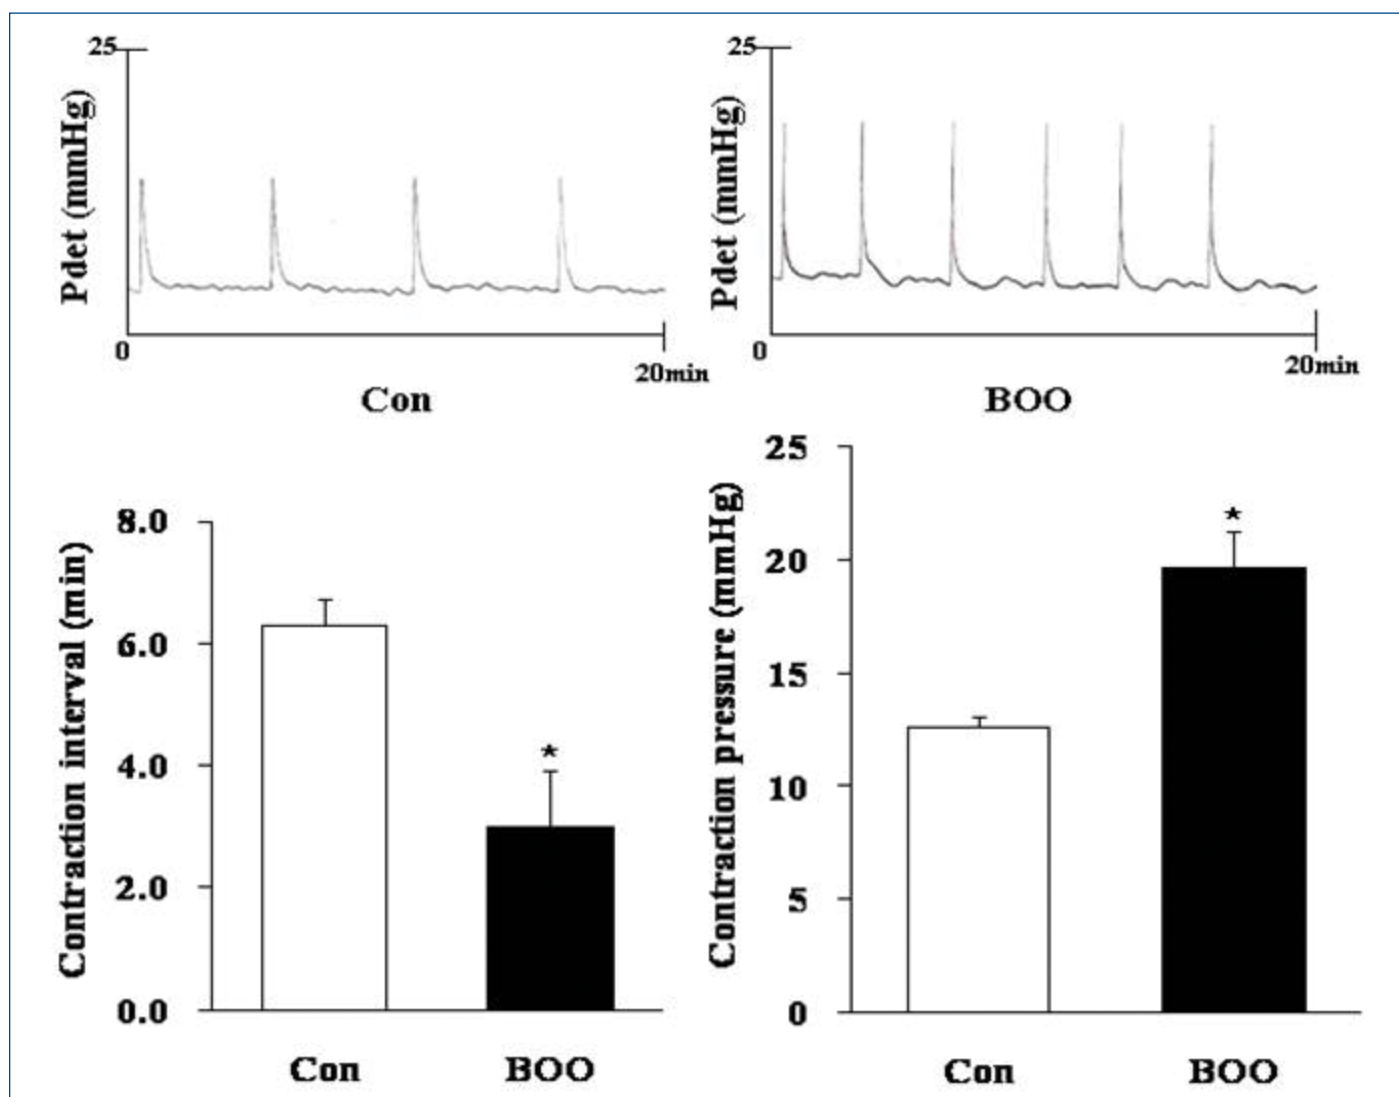 25
Pdet (mmHg)
0
20min
Con
25
Pdet (mmHg)
0
20min
BOO
8.0
6.0
4.0
2.0
0.0
Contraction interval (min)
*
Con
BOO
25
20
15
10
5
0
Contraction pressure (mmHg)
*
Con
BOO